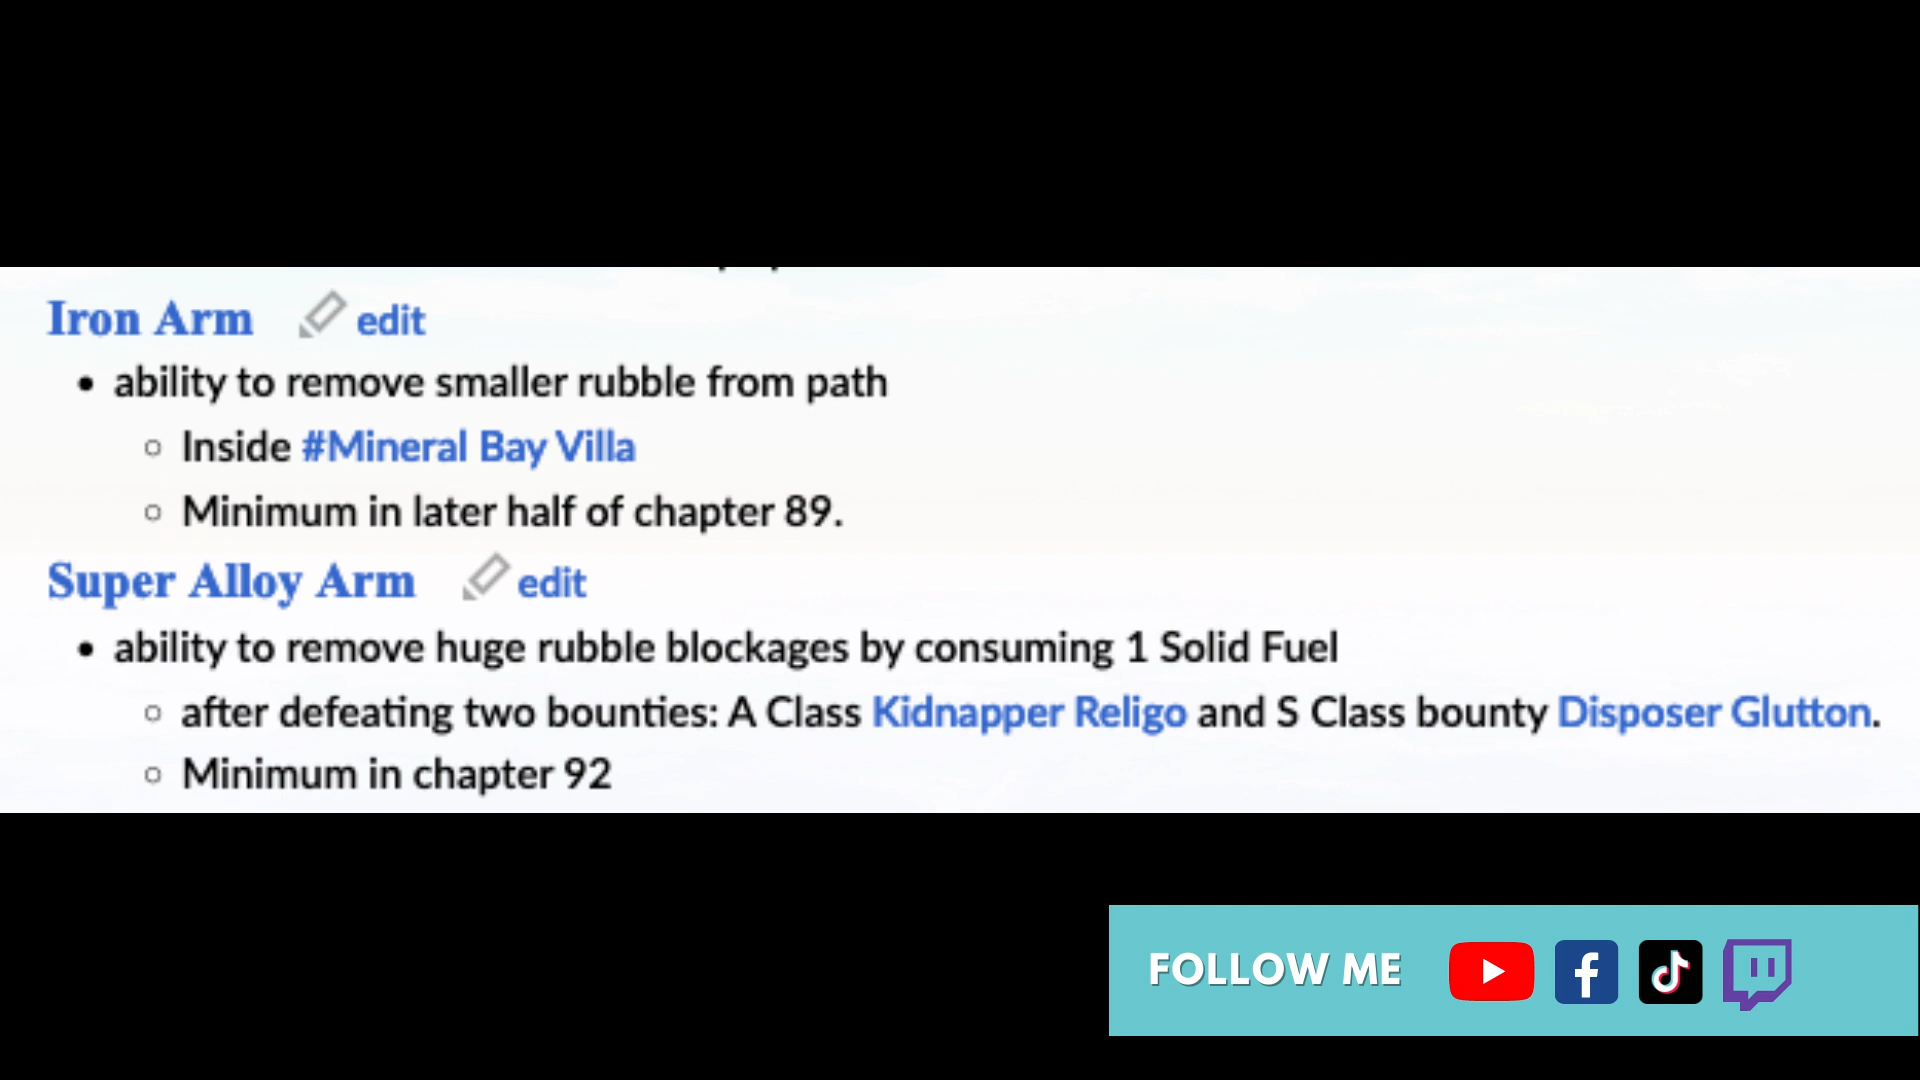 Iron Arm edit
• ability to remove smaller rubble from path
○ Inside #Mineral Bay Villa
○ Minimum in later half of chapter 89.
Super Alloy Arm edit
• ability to remove huge rubble blockages by consuming 1 Solid Fuel
○ after defeating two bounties: A Class Kidnapper Religo and S Class bounty Disposer Glutton.
○ Minimum in chapter 92
FOLLOW ME